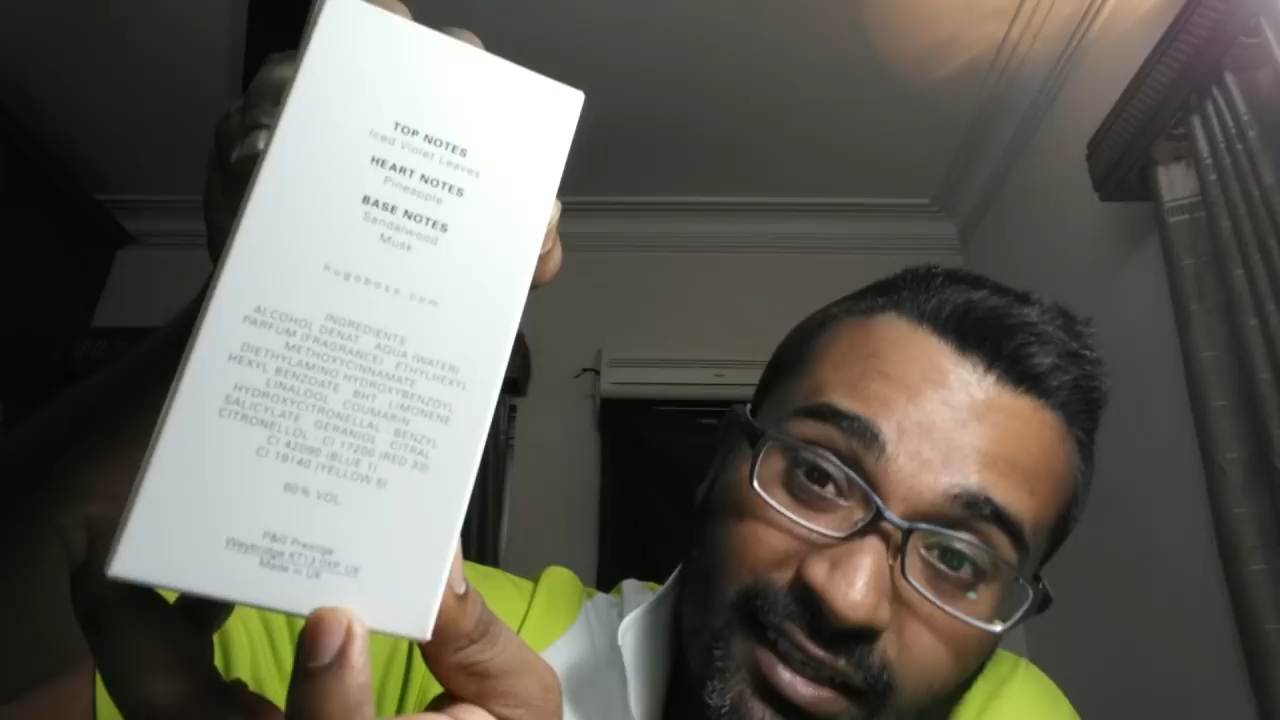 TOP NOTES
Iced Violet Leaves
HEART NOTES
Pineapple
BASE NOTES
Sandalwood
Musk
hugoboss.com
INGREDIENTS:
ALCOHOL DENAT. AQUA (WATER)
PARFUM (FRAGRANCE) ETHYLHEXYL
METHOXYCINNAMATE
DIETHYLAMINO HYDROXYBENZOYL
HEXYL BENZOATE BHT LIMONENE
LINALOOL COUMARIN
HYDROXYCITRONELLAL BENZYL
SALICYLATE GERANIOL CITRAL
CITRONELLOL CI 17200 (RED 33)
CI 42090 (BLUE 1)
CI 19140 (YELLOW 5)
80% VOL.
P&G Prestige
Weybridge KT13 0XP, UK
Made in UK